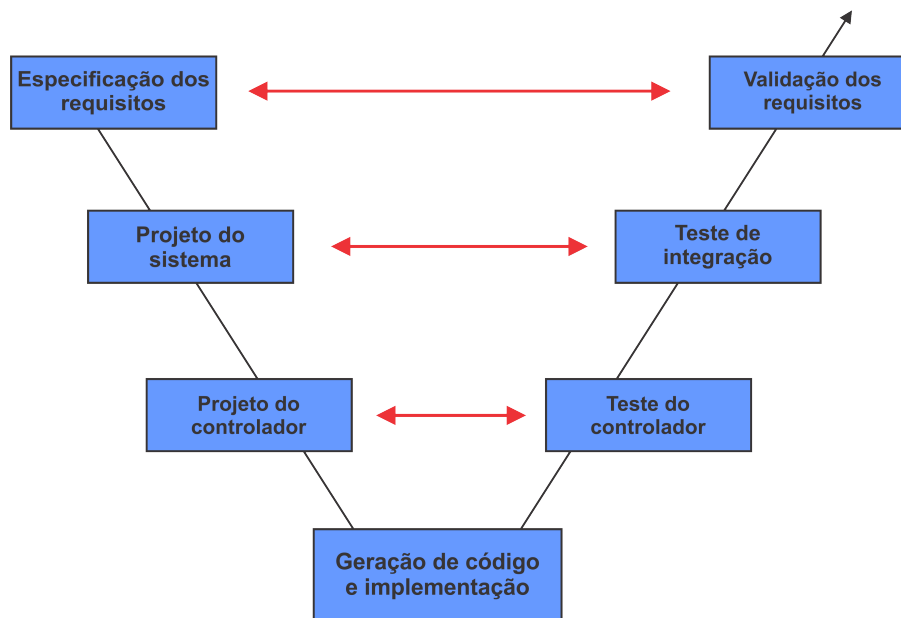 Especificação dos
requisitos
Validação dos
requisitos
Projeto do
sistema
Teste de
integração
Projeto do
controlador
Teste do
controlador
Geração de código
e implementação